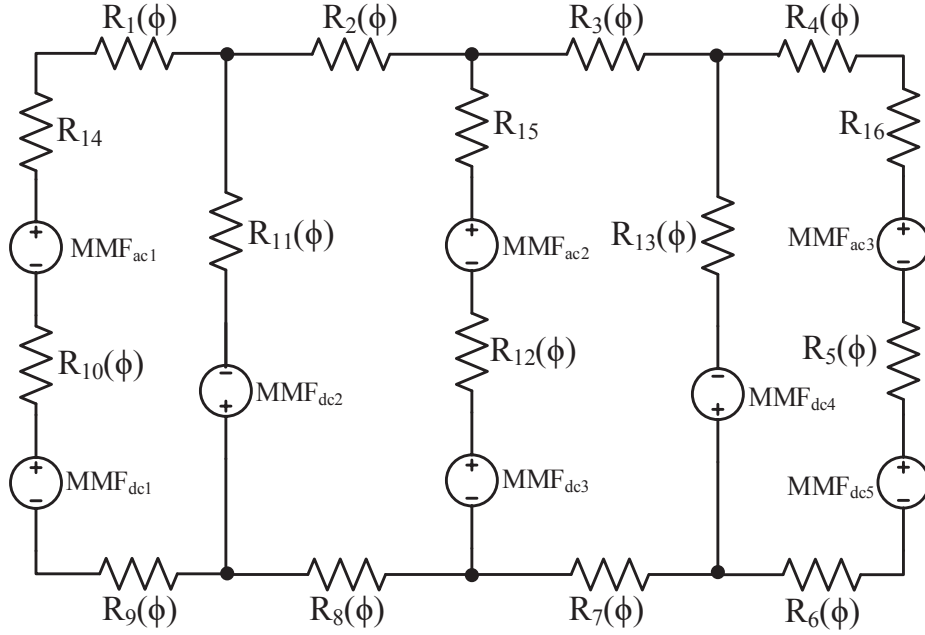 R₁(ϕ)
R₂(ϕ)
R₃(ϕ)
R₄(ϕ)
R₁₄
R₁₅
R₁₆
+
-
MMFac1
R₁₁(ϕ)
+
-
MMFac2
R₁₃(ϕ)
MMFac3
+
-
R₁₀(ϕ)
-
+
MMFdc2
R₁₂(ϕ)
-
+
MMFdc4
R₅(ϕ)
+
-
MMFdc1
+
-
MMFdc3
MMFdc5
+
-
R₉(ϕ)
R₈(ϕ)
R₇(ϕ)
R₆(ϕ)